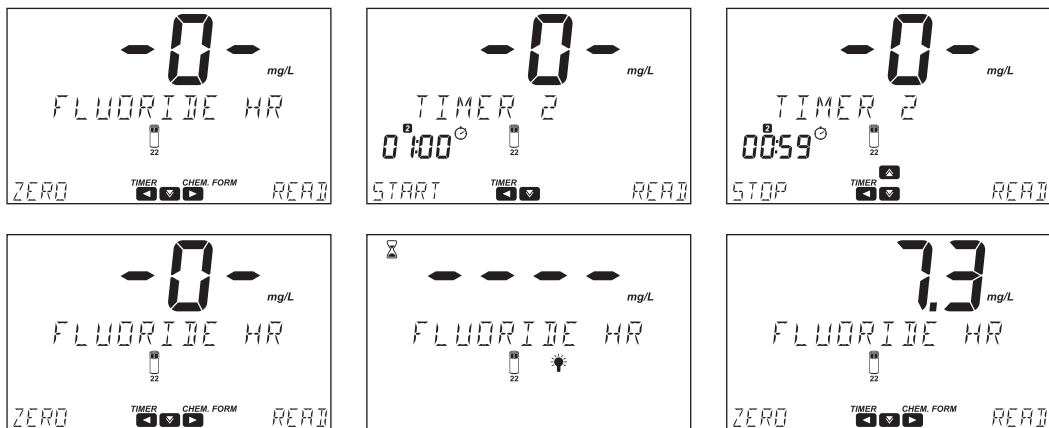 -0-
mg/L
FLUORIDE HR
22
TIMER CHEM. FORM
ZERO READ
-0-
mg/L
TIMER 2
2
01:00
22
TIMER
START READ
-0-
mg/L
TIMER 2
2
00:59
22
TIMER
STOP READ
-0-
mg/L
FLUORIDE HR
22
TIMER CHEM. FORM
ZERO READ
----
mg/L
FLUORIDE HR
22
7.3
mg/L
FLUORIDE HR
22
TIMER CHEM. FORM
ZERO READ